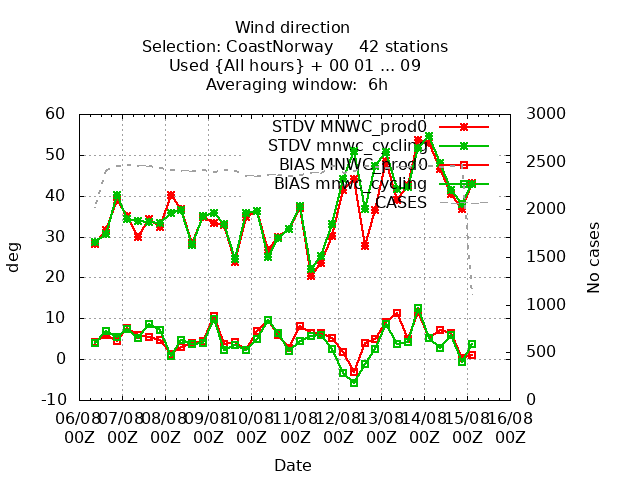 Wind direction
Selection: CoastNorway 42 stations
Used {All hours} + 00 01 ... 09
Averaging window: 6h
60
50
40
30
20
10
0
-10
deg
3000
2500
2000
1500
1000
500
0
No cases
STDV MNWC_prod0
STDV mnwc_cycling
BIAS MNWC_prod0
BIAS mnwc_cycling
CASES
06/08 07/08 08/08 09/08 10/08 11/08 12/08 13/08 14/08 15/08 16/08
00Z 00Z 00Z 00Z 00Z 00Z 00Z 00Z 00Z 00Z 00Z
Date